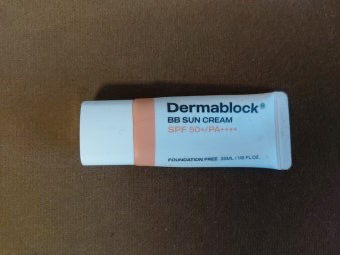 Dermablock®
BB SUN CREAM
SPF 50+/PA++++
FOUNDATION FREE